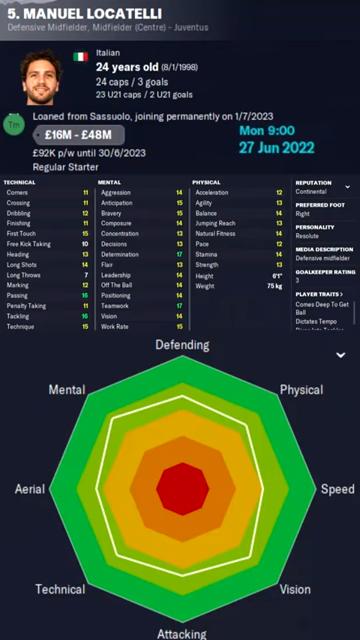 5. MANUEL LOCATELLI
Defensive Midfielder, Midfielder (Centre) - Juventus
Italian
24 years old (8/1/1998)
24 caps / 3 goals
23 U21 caps / 2 U21 goals
Tm
Loaned from Sassuolo, joining permanently on 1/7/2023
£16M - £48M
£92K p/w until 30/6/2023
Regular Starter
Mon 9:00
27 Jun 2022
TECHNICAL
Corners 11
Crossing 11
Dribbling 12
Finishing 11
First Touch 15
Free Kick Taking 10
Heading 13
Long Shots 14
Long Throws 7
Marking 12
Passing 16
Penalty Taking 11
Tackling 16
Technique 15
MENTAL
Aggression 14
Anticipation 15
Bravery 15
Composure 14
Concentration 13
Decisions 13
Determination 17
Flair 13
Leadership 14
Off The Ball 14
Positioning 14
Teamwork 17
Vision 14
Work Rate 15
PHYSICAL
Acceleration 12
Agility 13
Balance 14
Jumping Reach 13
Natural Fitness 14
Pace 12
Stamina 14
Strength 13
Height 6'1"
Weight 75 kg
REPUTATION
Continental
PREFERRED FOOT
Right
PERSONALITY
Resolute
MEDIA DESCRIPTION
Defensive midfielder
GOALKEEPER RATING
3
PLAYER TRAITS >
Comes Deep To Get
Ball
Dictates Tempo
Defending
Physical
Speed
Vision
Attacking
Technical
Aerial
Mental